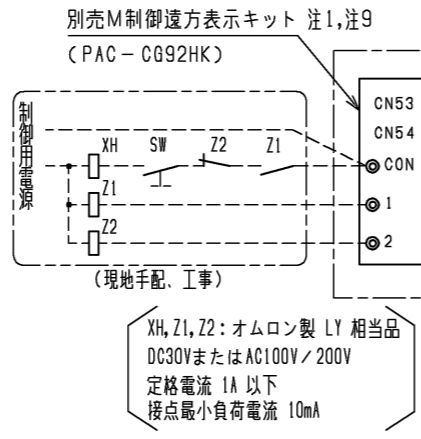 別売M制御遠方表示キット 注1,注9
(PAC-CG92HK)
制御用電源
CN53
CN54
XH SW Z2 Z1
CON
Z1
1
Z2
2
(現地手配、工事)
XH,Z1,Z2:オムロン製 LY 相当品
DC30VまたはAC100V/200V
定格電流 1A 以下
接点最小負荷電流 10mA